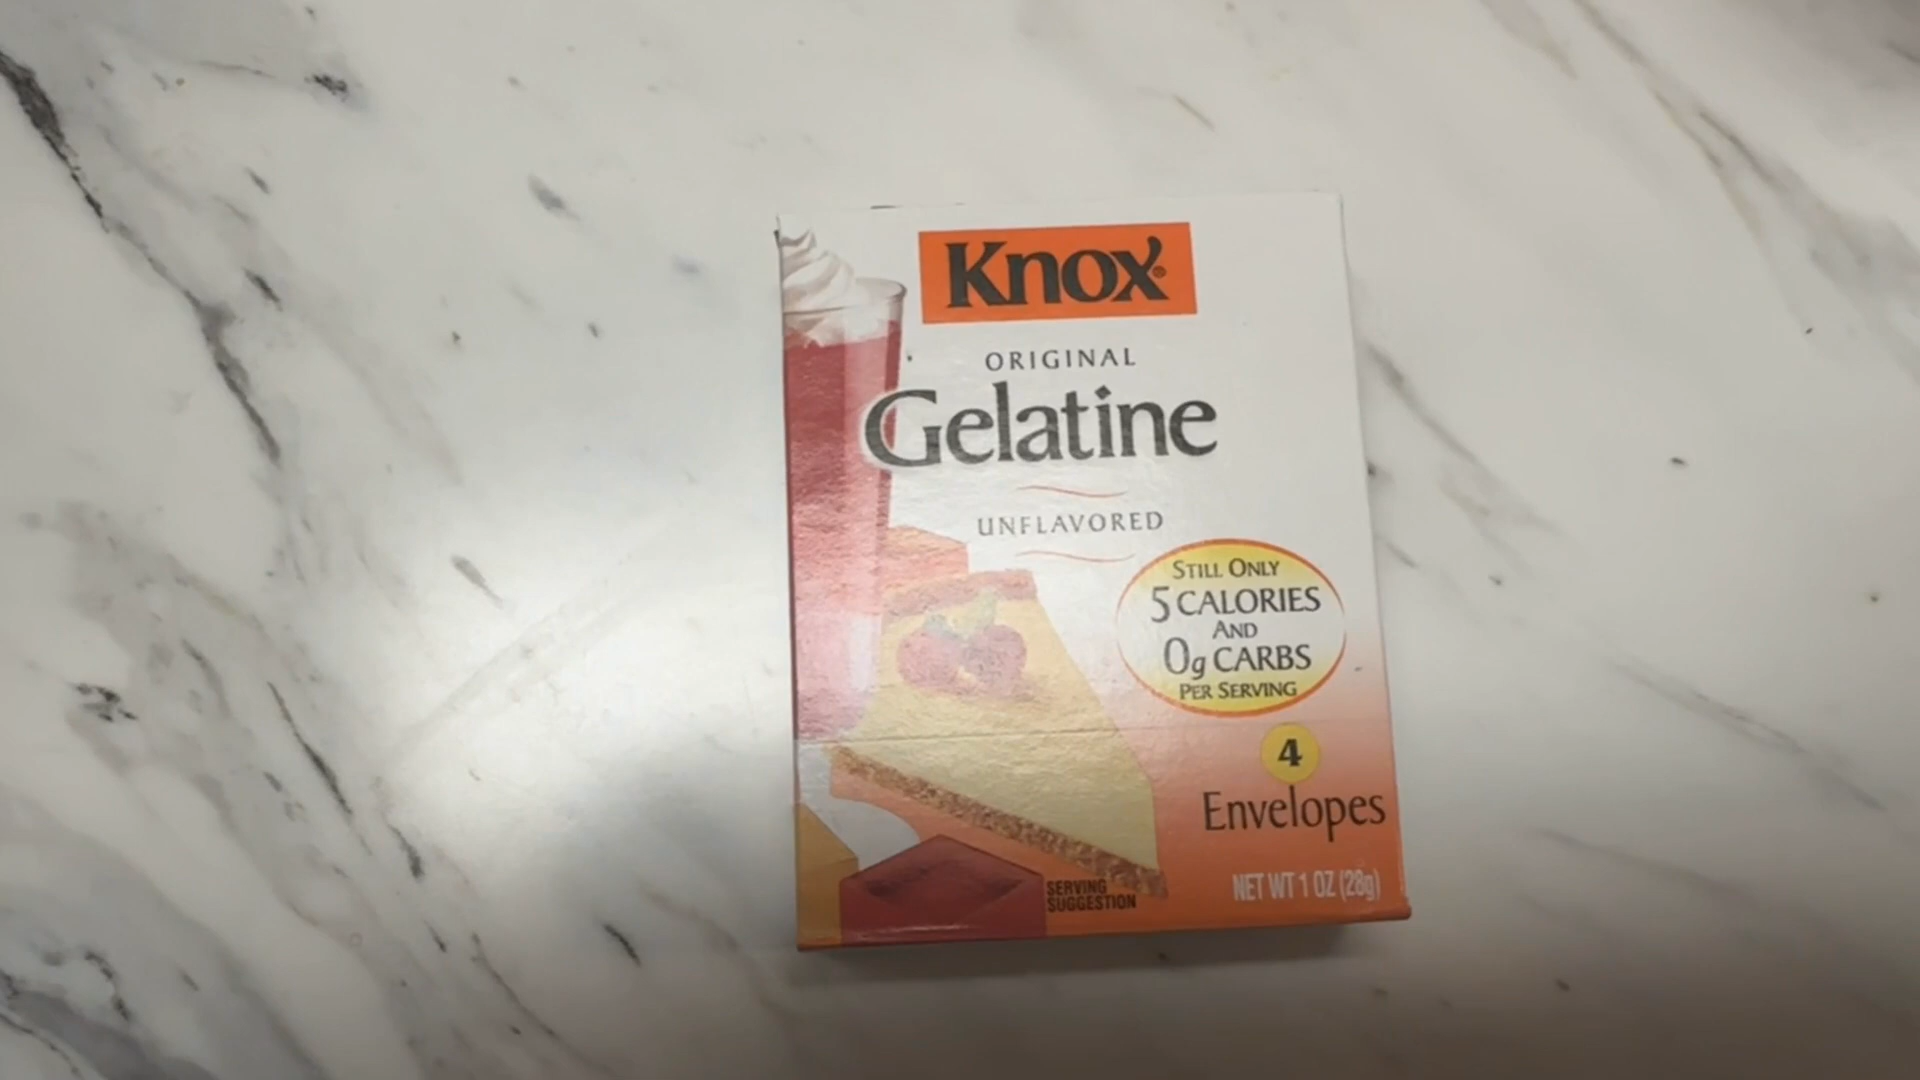 Knox®
ORIGINAL
Gelatine
UNFLAVORED
STILL ONLY
5 CALORIES
AND
0g CARBS
PER SERVING
4
Envelopes
SERVING
SUGGESTION
NET WT 1 OZ (28g)